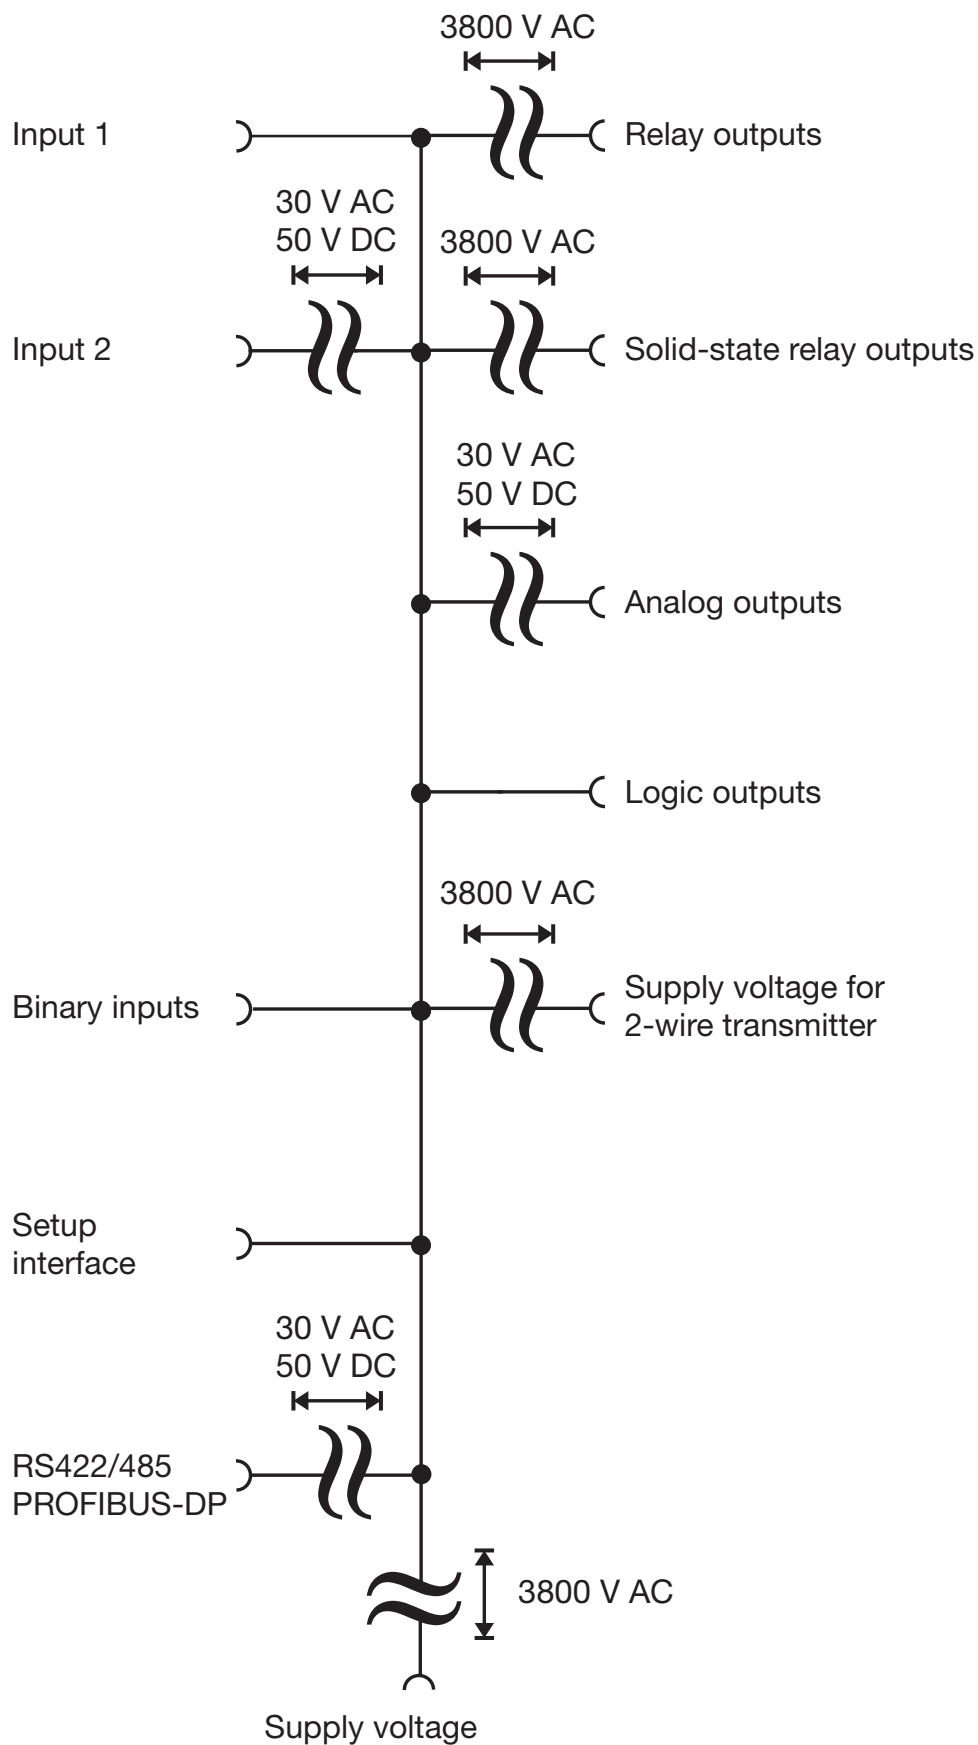 3800 V AC
Input 1
Relay outputs
30 V AC
50 V DC
3800 V AC
Input 2
Solid-state relay outputs
30 V AC
50 V DC
Analog outputs
Logic outputs
3800 V AC
Binary inputs
Supply voltage for
2-wire transmitter
Setup
interface
30 V AC
50 V DC
RS422/485
PROFIBUS-DP
3800 V AC
Supply voltage